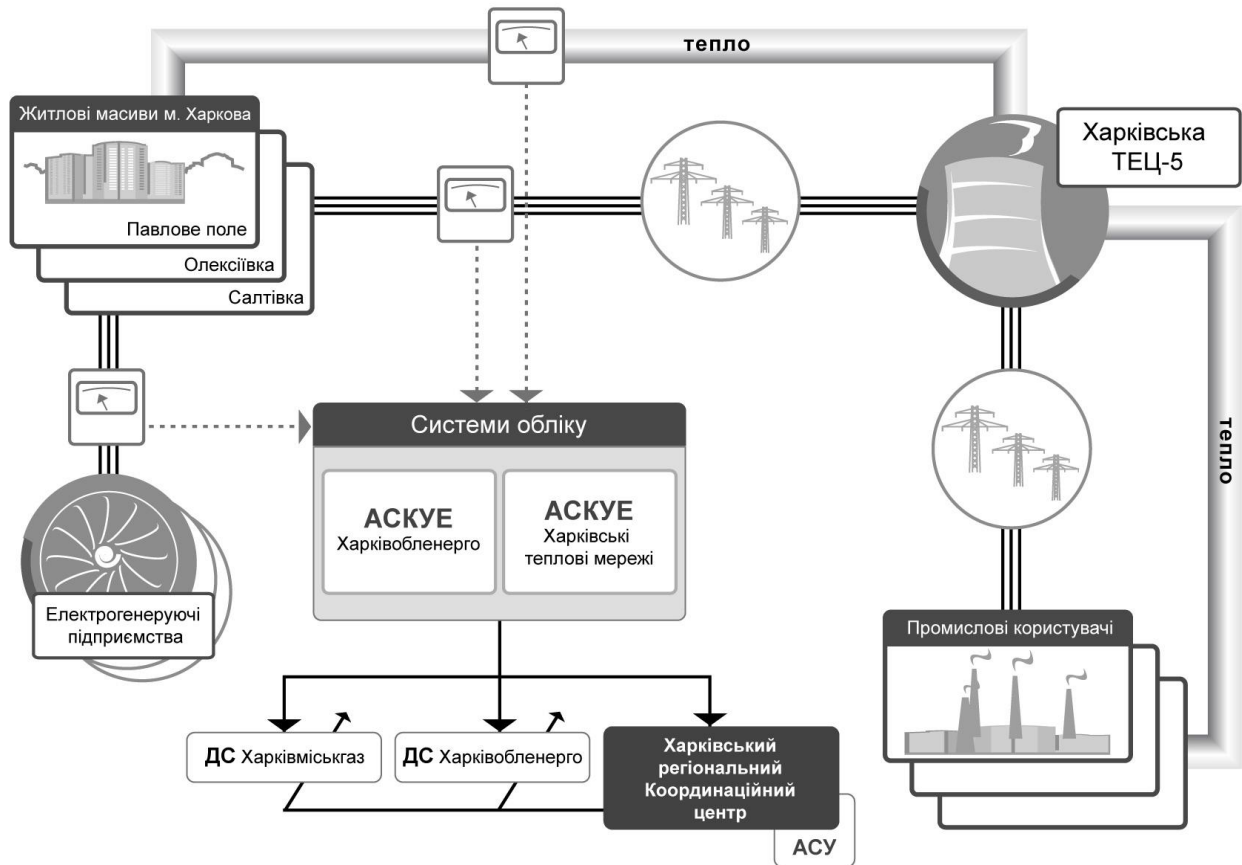 тепло
Житлові масиви м. Харкова
Павлове поле
Олексіївка
Салтівка
Харківська
ТЕЦ-5
тепло
Системи обліку
АСКУЕ
Харківобленерго
АСКУЕ
Харківські
теплові мережі
Електрогенеруючі
підприємства
Промислові користувачі
ДС Харківміськгаз
ДС Харківобленерго
Харківський
регіональний
Координаційний
центр
АСУ